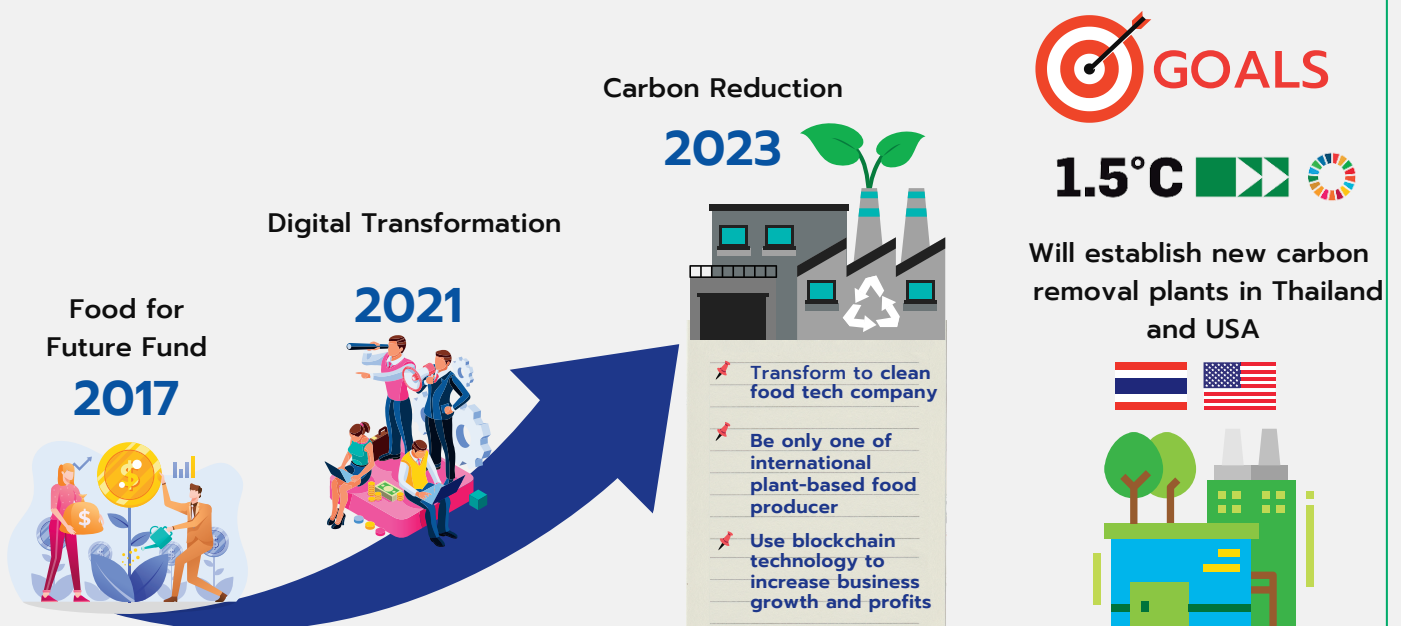 Food for
Future Fund
2017
Digital Transformation
2021
Carbon Reduction
2023
Transform to clean
food tech company
Be only one of
international
plant-based food
producer
Use blockchain
technology to
increase business
growth and profits
GOALS
1.5°C
Will establish new carbon
removal plants in Thailand
and USA